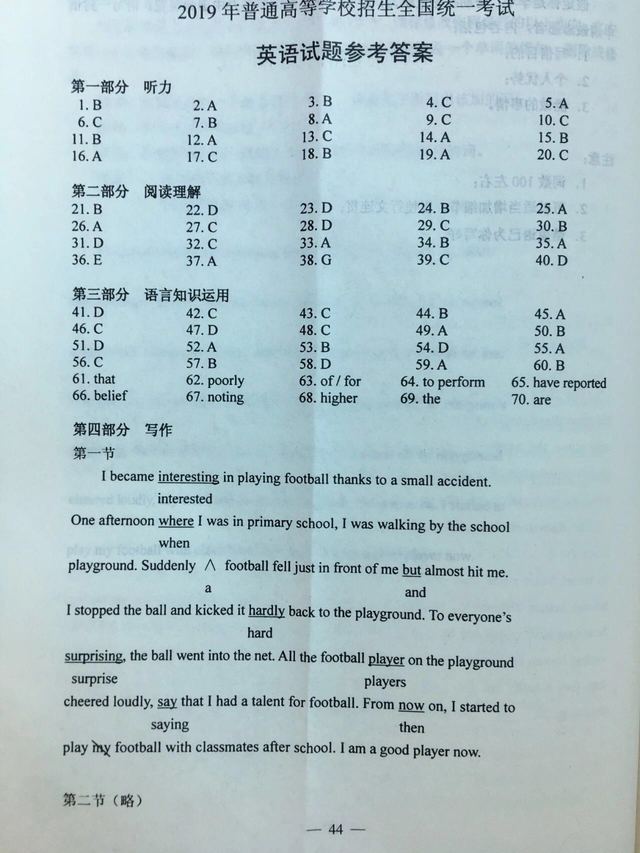 2019年普通高等学校招生全国统一考试
英语试题参考答案
第一部分 听力
1. B 2. A 3. B 4. C 5. A
6. C 7. B 8. A 9. C 10. C
11. B 12. A 13. C 14. A 15. B
16. A 17. C 18. B 19. A 20. C
第二部分 阅读理解
21. B 22. D 23. D 24. B 25. A
26. A 27. C 28. D 29. C 30. B
31. D 32. C 33. A 34. B 35. A
36. E 37. A 38. G 39. C 40. D
第三部分 语言知识运用
41. D 42. C 43. C 44. B 45. A
46. C 47. D 48. C 49. A 50. B
51. D 52. A 53. B 54. D 55. A
56. C 57. B 58. D 59. A 60. B
61. that 62. poorly 63. of / for 64. to perform 65. have reported
66. belief 67. noting 68. higher 69. the 70. are
第四部分 写作
第一节
I became interesting in playing football thanks to a small accident.
interested
One afternoon where I was in primary school, I was walking by the school
when
playground. Suddenly ∧ football fell just in front of me but almost hit me.
a and
I stopped the ball and kicked it hardly back to the playground. To everyone's
hard
surprising, the ball went into the net. All the football player on the playground
surprise players
cheered loudly, say that I had a talent for football. From now on, I started to
saying then
play my football with classmates after school. I am a good player now.
第二节（略）
— 44 —